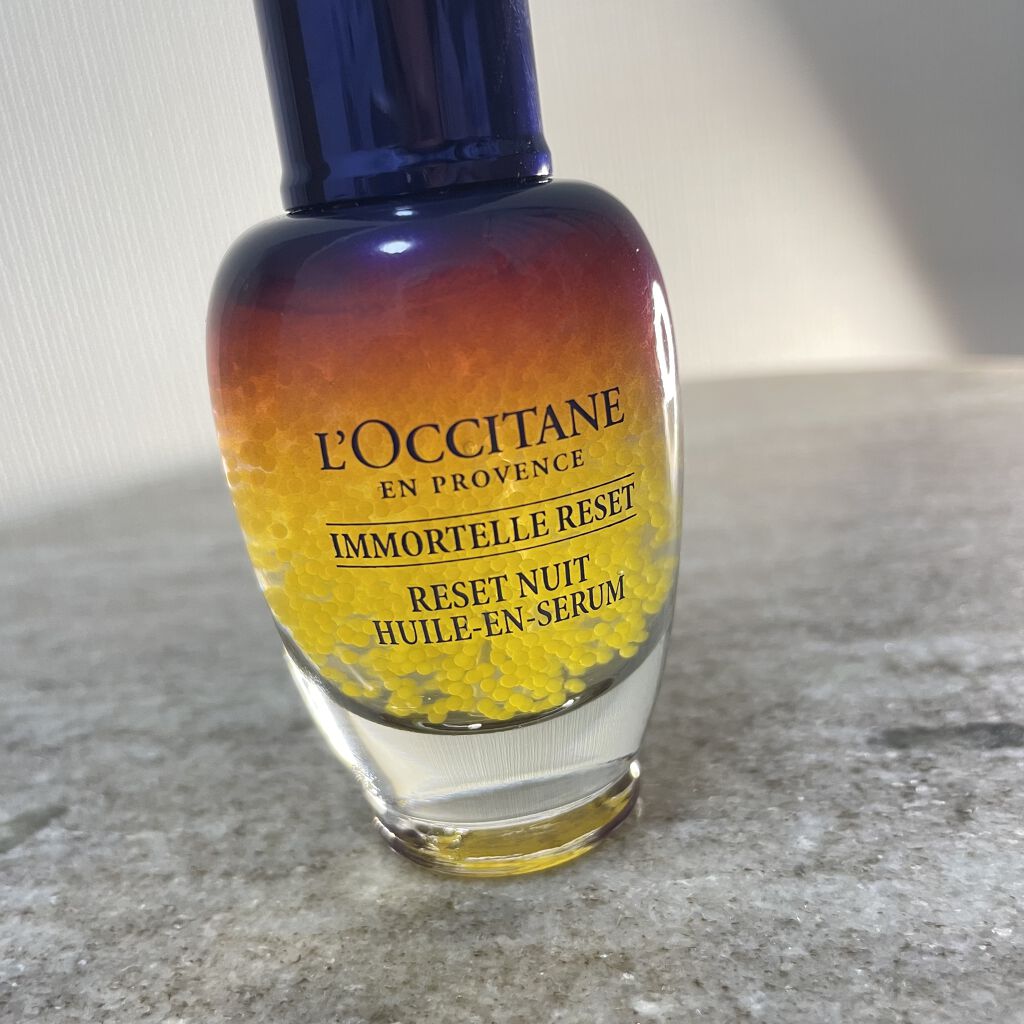 L'OCCITANE
EN PROVENCE
IMMORTELLE RESET
RESET NUIT
HUILE-EN-SERUM